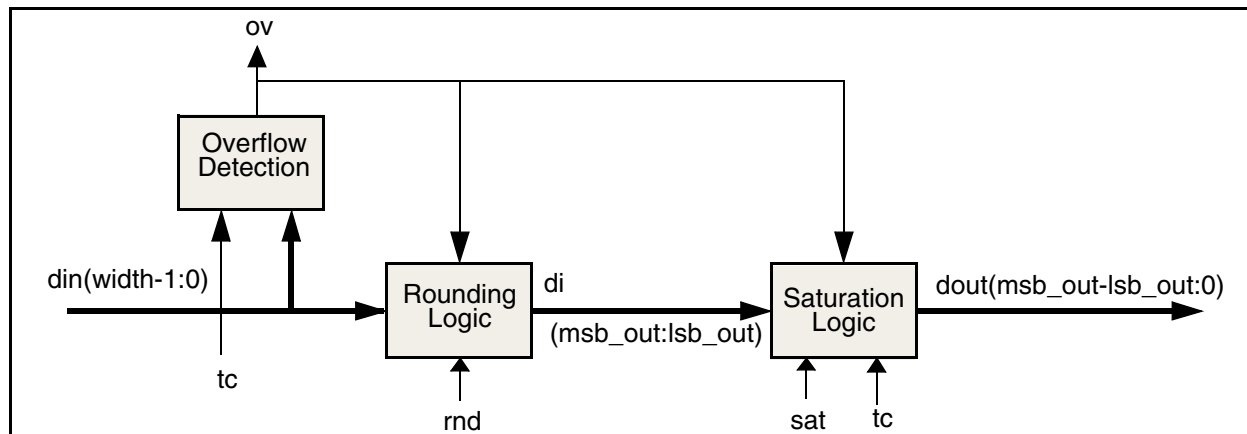 ov
Overflow
Detection
din(width-1:0)
tc
Rounding
Logic
rnd
di
(msb_out:lsb_out)
Saturation
Logic
sat
tc
dout(msb_out-lsb_out:0)